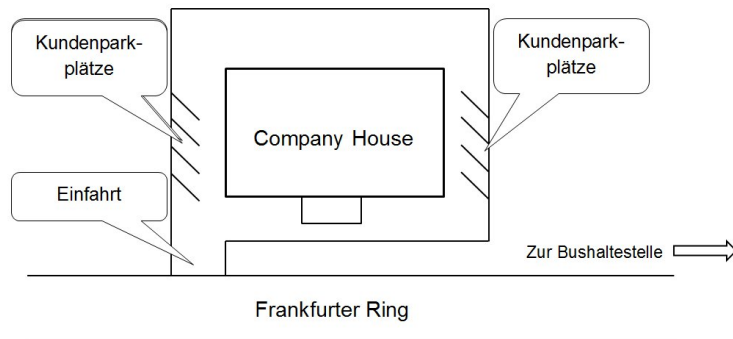 Kundenpark-
plätze
Kundenpark-
plätze
Company House
Einfahrt
Zur Bushaltestelle
Frankfurter Ring